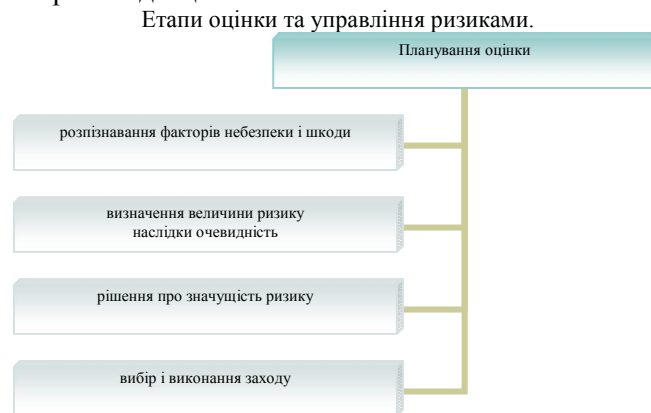 Етапи оцінки та управління ризиками.
Планування оцінки
розпізнавання факторів небезпеки і шкоди
визначення величини ризику
наслідки очевидність
рішення про значущість ризику
вибір і виконання заходу